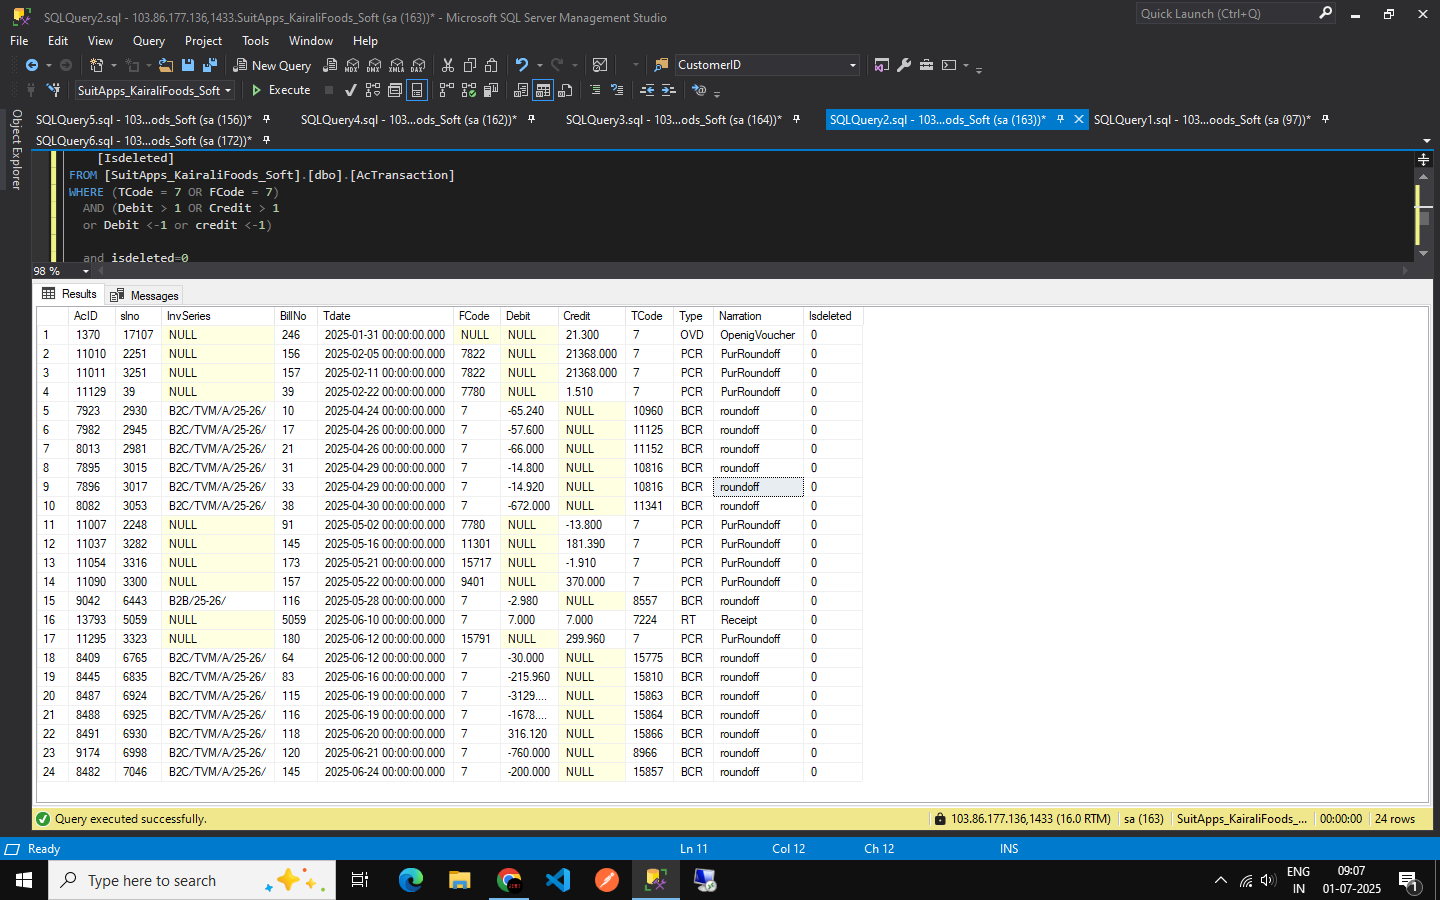 SQLQuery2.sql - 103.86.177.136,1433.SuitApps_KairaliFoods_Soft (sa (163))* - Microsoft SQL Server Management Studio
Quick Launch (Ctrl+Q)
File Edit View Query Project Tools Window Help
New Query MDX DMX XMLA DAX CustomerID
SuitApps_KairaliFoods_Soft Execute
Object Explorer
SQLQuery5.sql - 103...ods_Soft (sa (156))* SQLQuery4.sql - 103...ods_Soft (sa (162))* SQLQuery3.sql - 103...ods_Soft (sa (164))* SQLQuery2.sql - 103...ods_Soft (sa (163))* SQLQuery1.sql - 103...oods_Soft (sa (97))*
SQLQuery6.sql - 103...ods_Soft (sa (172))*
[Isdeleted]
FROM [SuitApps_KairaliFoods_Soft].[dbo].[AcTransaction]
WHERE (TCode = 7 OR FCode = 7)
AND (Debit > 1 OR Credit > 1
or Debit <-1 or credit <-1)
and isdeleted=0
98 %
Results Messages
AcID slno InvSeries BillNo Tdate FCode Debit Credit TCode Type Narration Isdeleted
1 1370 17107 NULL 246 2025-01-31 00:00:00.000 NULL NULL 21.300 7 OVD OpenigVoucher 0
2 11010 2251 NULL 156 2025-02-05 00:00:00.000 7822 NULL 21368.000 7 PCR PurRoundoff 0
3 11011 3251 NULL 157 2025-02-11 00:00:00.000 7822 NULL 21368.000 7 PCR PurRoundoff 0
4 11129 39 NULL 39 2025-02-22 00:00:00.000 7780 NULL 1.510 7 PCR PurRoundoff 0
5 7923 2930 B2C/TVM/A/25-26/ 10 2025-04-24 00:00:00.000 7 -65.240 NULL 10960 BCR roundoff 0
6 7982 2945 B2C/TVM/A/25-26/ 17 2025-04-26 00:00:00.000 7 -57.600 NULL 11125 BCR roundoff 0
7 8013 2981 B2C/TVM/A/25-26/ 21 2025-04-26 00:00:00.000 7 -66.000 NULL 11152 BCR roundoff 0
8 7895 3015 B2C/TVM/A/25-26/ 31 2025-04-29 00:00:00.000 7 -14.800 NULL 10816 BCR roundoff 0
9 7896 3017 B2C/TVM/A/25-26/ 33 2025-04-29 00:00:00.000 7 -14.920 NULL 10816 BCR roundoff 0
10 8082 3053 B2C/TVM/A/25-26/ 38 2025-04-30 00:00:00.000 7 -672.000 NULL 11341 BCR roundoff 0
11 11007 2248 NULL 91 2025-05-02 00:00:00.000 7780 NULL -13.800 7 PCR PurRoundoff 0
12 11037 3282 NULL 145 2025-05-16 00:00:00.000 11301 NULL 181.390 7 PCR PurRoundoff 0
13 11054 3316 NULL 173 2025-05-21 00:00:00.000 15717 NULL -1.910 7 PCR PurRoundoff 0
14 11090 3300 NULL 157 2025-05-22 00:00:00.000 9401 NULL 370.000 7 PCR PurRoundoff 0
15 9042 6443 B2B/25-26/ 116 2025-05-28 00:00:00.000 7 -2.980 NULL 8557 BCR roundoff 0
16 13793 5059 NULL 5059 2025-06-10 00:00:00.000 7 7.000 7.000 7224 RT Receipt 0
17 11295 3323 NULL 180 2025-06-12 00:00:00.000 15791 NULL 299.960 7 PCR PurRoundoff 0
18 8409 6765 B2C/TVM/A/25-26/ 64 2025-06-12 00:00:00.000 7 -30.000 NULL 15775 BCR roundoff 0
19 8445 6835 B2C/TVM/A/25-26/ 83 2025-06-16 00:00:00.000 7 -215.960 NULL 15810 BCR roundoff 0
20 8487 6924 B2C/TVM/A/25-26/ 115 2025-06-19 00:00:00.000 7 -3129.... NULL 15863 BCR roundoff 0
21 8488 6925 B2C/TVM/A/25-26/ 116 2025-06-19 00:00:00.000 7 -1678.... NULL 15864 BCR roundoff 0
22 8491 6930 B2C/TVM/A/25-26/ 118 2025-06-20 00:00:00.000 7 316.120 NULL 15866 BCR roundoff 0
23 9174 6998 B2C/TVM/A/25-26/ 120 2025-06-21 00:00:00.000 7 -760.000 NULL 8966 BCR roundoff 0
24 8482 7046 B2C/TVM/A/25-26/ 145 2025-06-24 00:00:00.000 7 -200.000 NULL 15857 BCR roundoff 0
Query executed successfully. 103.86.177.136,1433 (16.0 RTM) sa (163) SuitApps_KairaliFoods_... 00:00:00 24 rows
Ready Ln 11 Col 12 Ch 12 INS
Type here to search
ENG 09:07
IN 01-07-2025 1